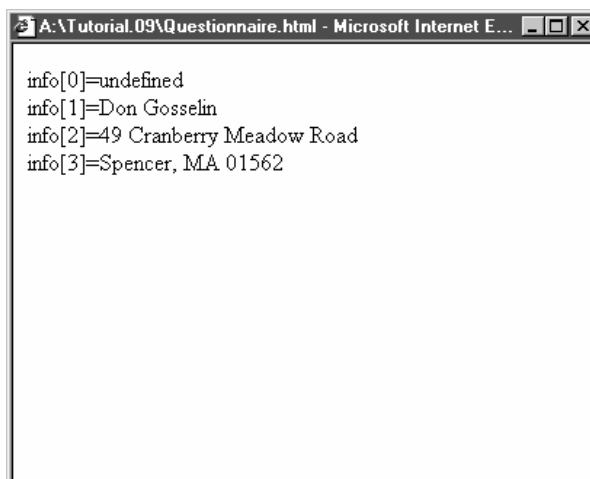 A:\Tutorial.09\Questionnaire.html - Microsoft Internet E...
info[0]=undefined
info[1]=Don Gosselin
info[2]=49 Cranberry Meadow Road
info[3]=Spencer, MA 01562